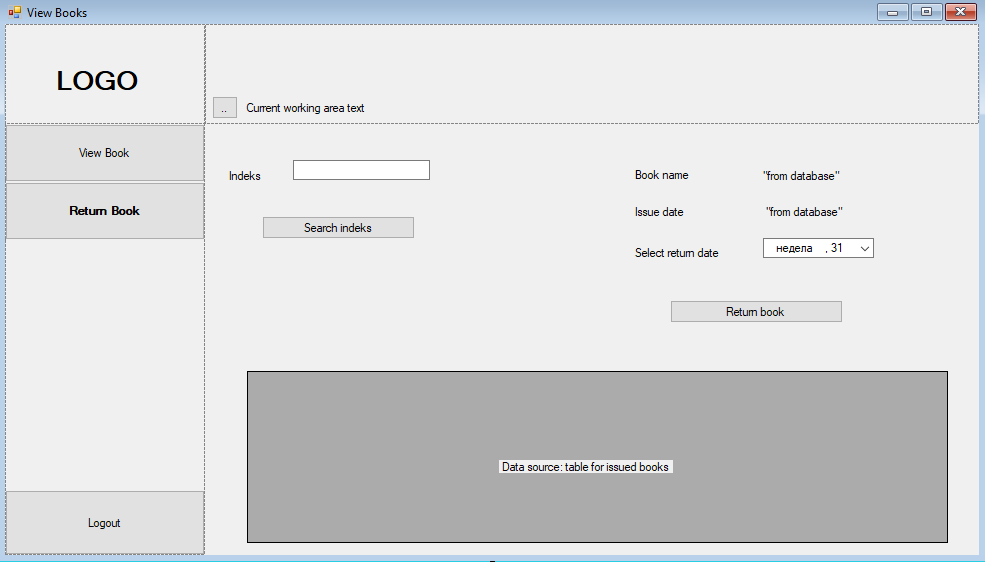 View Books
LOGO
..
Current working area text
View Book
Return Book
Logout
Indeks
Search indeks
Book name
"from database"
Issue date
"from database"
Select return date
недела , 31
Return book
Data source: table for issued books